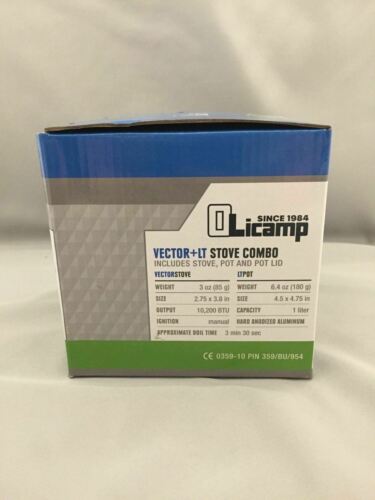 OLicamp
SINCE 1984
VECTOR+LT STOVE COMBO
INCLUDES STOVE, POT AND POT LID
VECTORSTOVE LTPOT
WEIGHT 3 oz (85 g) WEIGHT 6.4 oz (180 g)
SIZE 2.75 x 3.8 in SIZE 4.5 x 4.75 in
OUTPUT 10,200 BTU CAPACITY 1 liter
IGNITION manual HARD ANODIZED ALUMINUM
APPROXIMATE BOIL TIME 3 min 30 sec
CE 0359-10 PIN 359/BU/954